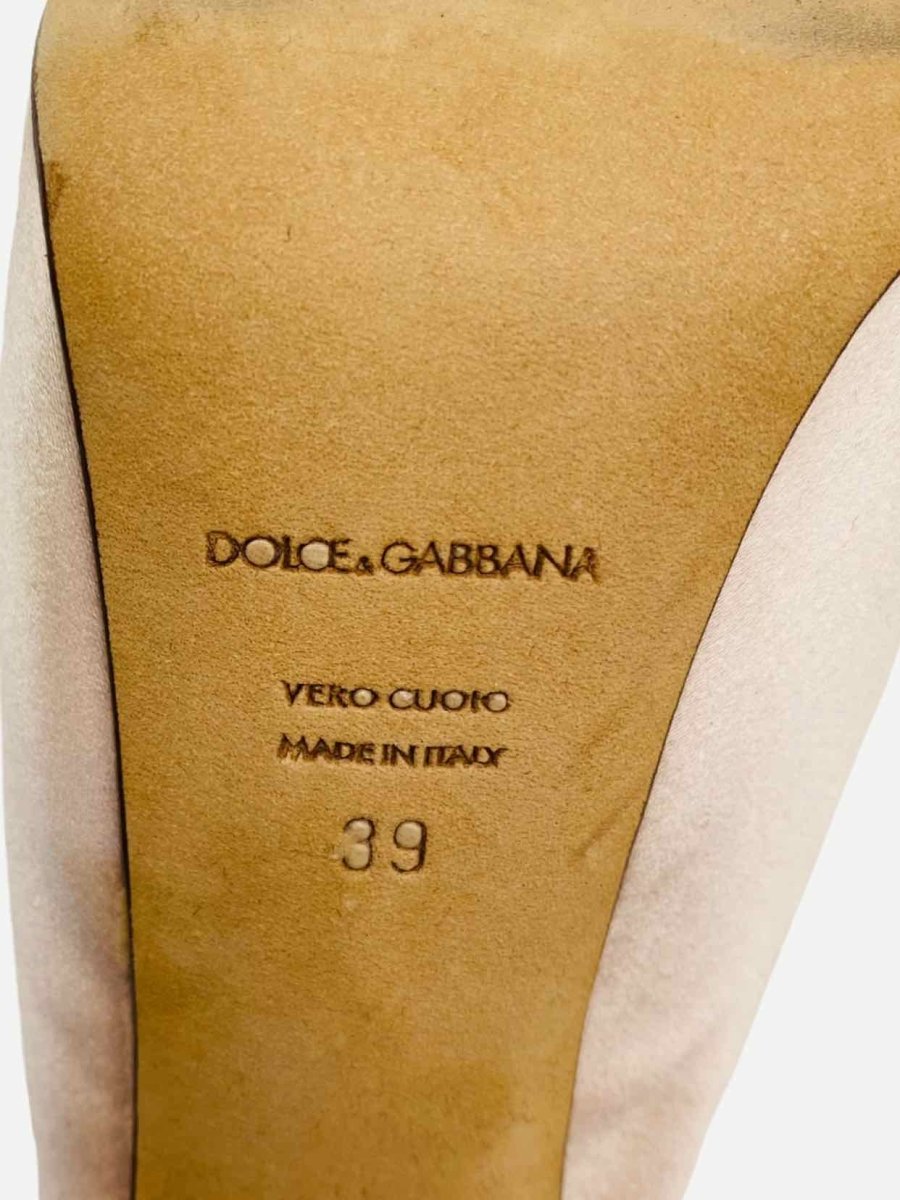 DOLCE & GABBANA
VERO CUOIO
MADE IN ITALY
39